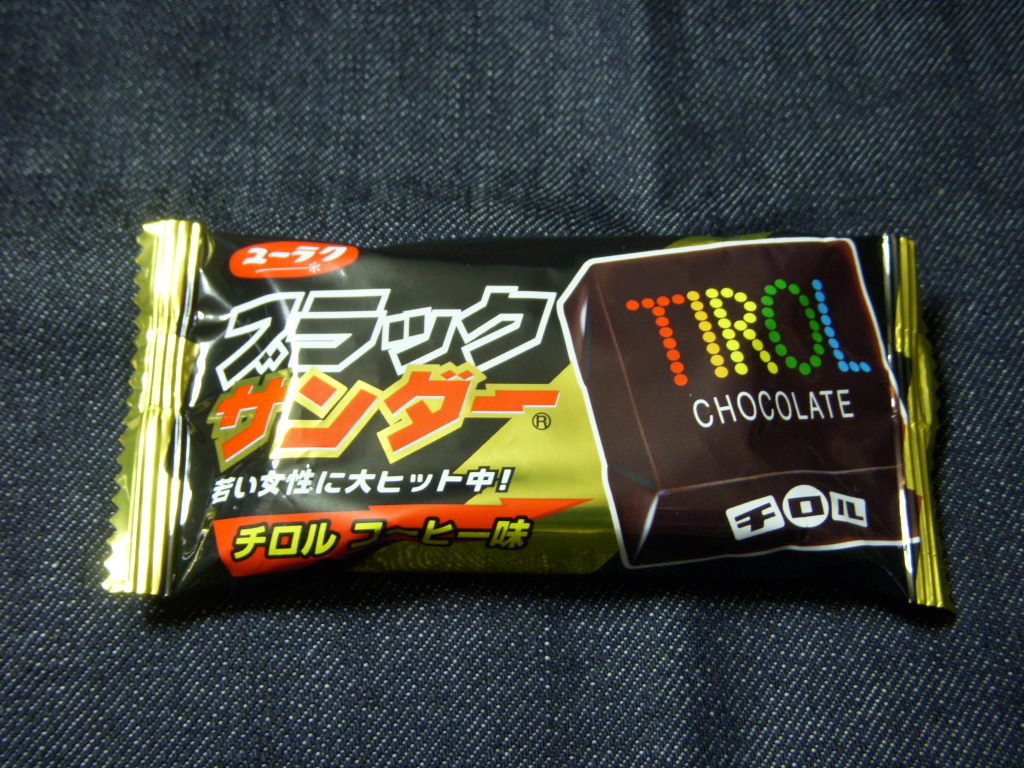 ユーラク
ブラック
サンダー®
若い女性に大ヒット中!
チロル コーヒー味
TIROL
CHOCOLATE
チロル